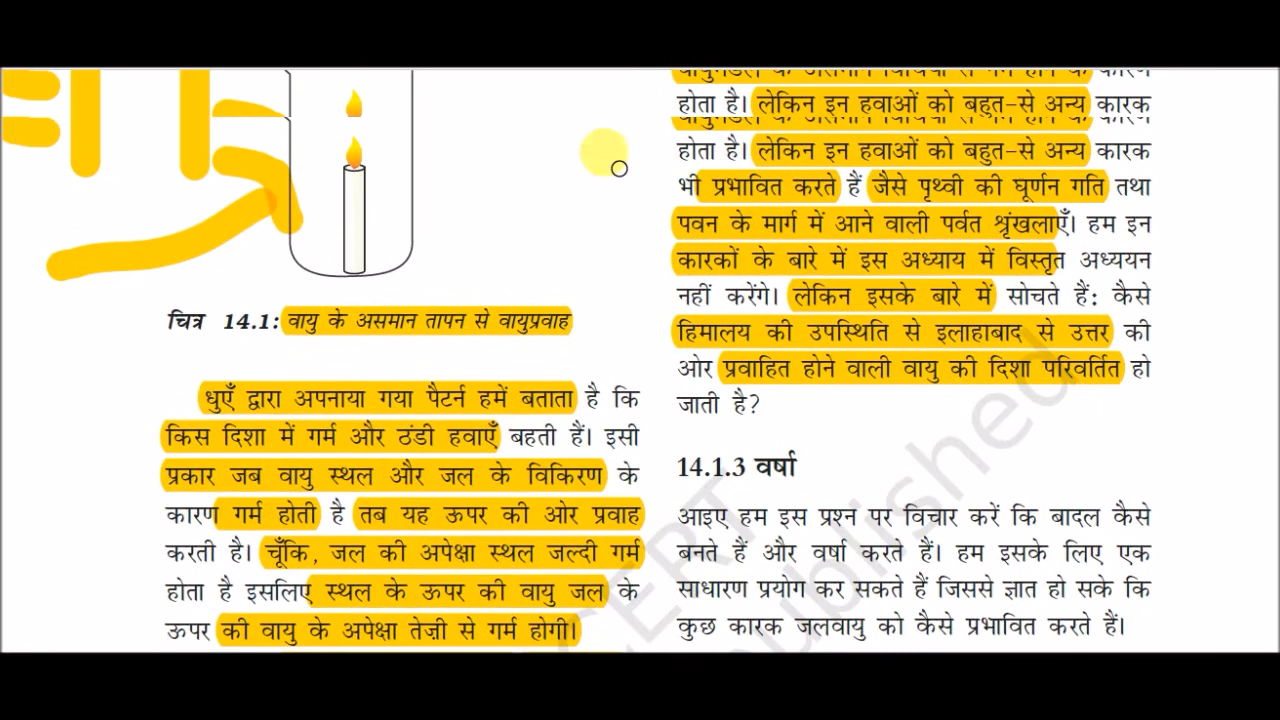 चित्र 14.1: वायु के असमान तापन से वायुप्रवाह
धुएँ द्वारा अपनाया गया पैटर्न हमें बताता है कि
किस दिशा में गर्म और ठंडी हवाएँ बहती हैं। इसी
प्रकार जब वायु स्थल और जल के विकिरण के
कारण गर्म होती है तब यह ऊपर की ओर प्रवाह
करती है। चूँकि, जल की अपेक्षा स्थल जल्दी गर्म
होता है इसलिए स्थल के ऊपर की वायु जल के
ऊपर की वायु के अपेक्षा तेज़ी से गर्म होगी।
होता है। लेकिन इन हवाओं को बहुत-से अन्य कारक
होता है। लेकिन इन हवाओं को बहुत-से अन्य कारक
भी प्रभावित करते हैं जैसे पृथ्वी की घूर्णन गति तथा
पवन के मार्ग में आने वाली पर्वत श्रृंखलाएँ। हम इन
कारकों के बारे में इस अध्याय में विस्तृत अध्ययन
नहीं करेंगे। लेकिन इसके बारे में सोचते हैं: कैसे
हिमालय की उपस्थिति से इलाहाबाद से उत्तर की
ओर प्रवाहित होने वाली वायु की दिशा परिवर्तित हो
जाती है?
14.1.3 वर्षा
आइए हम इस प्रश्न पर विचार करें कि बादल कैसे
बनते हैं और वर्षा करते हैं। हम इसके लिए एक
साधारण प्रयोग कर सकते हैं जिससे ज्ञात हो सके कि
कुछ कारक जलवायु को कैसे प्रभावित करते हैं।
published